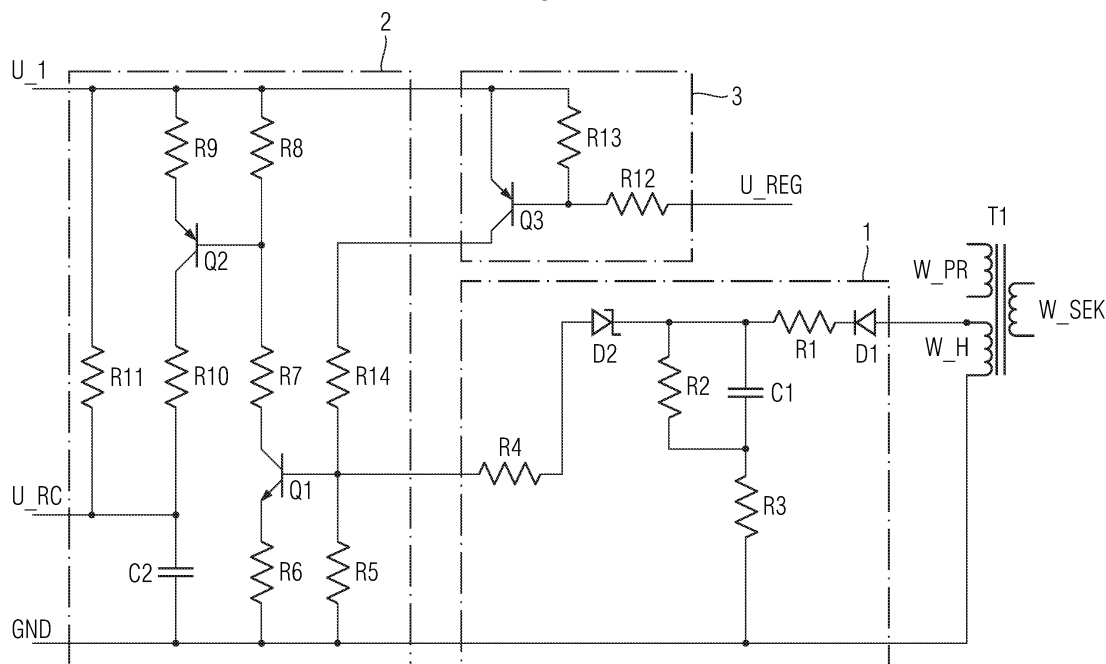 2
U_1
3
R9
R8
R13
R12
U_REG
Q3
T1
1
Q2
W_PR
W_SEK
D2
R1
D1
W_H
R11
R10
R7
R14
R2
C1
R4
Q1
U_RC
R3
C2
R6
R5
GND